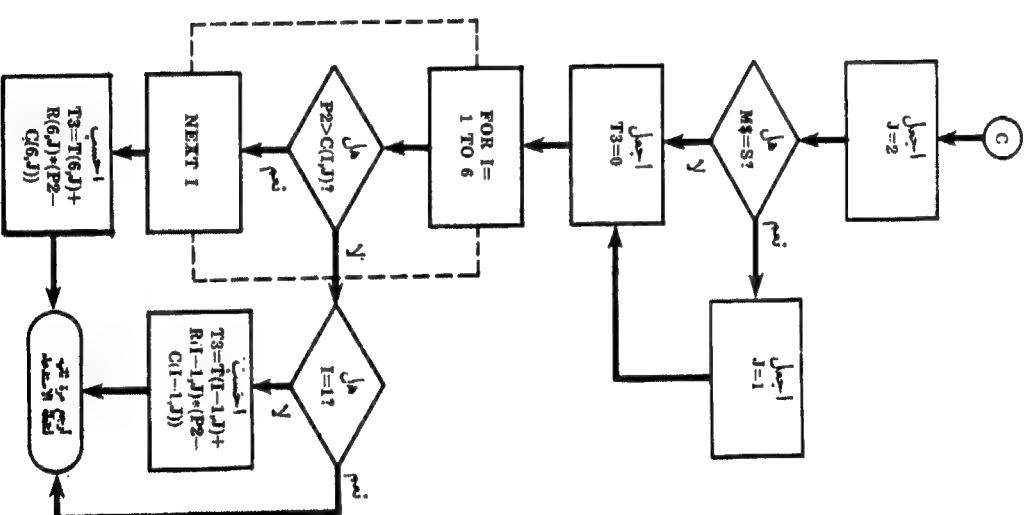 C
اجعل
J=2
هل
M$=S?
نعم
لا
اجعل
J=1
اجعل
T3=0
FOR I=
1 TO 6
هل
P2>C(I,J)?
لا
نعم
NEXT I
احسب
T3=T(6,J)+
R(6,J)*(P2−
C(6,J))
هل
I=1?
نعم
لا
احسب
T3=T(I−1,J)+
R(I−1,J)*(P2−
C(I−1,J))